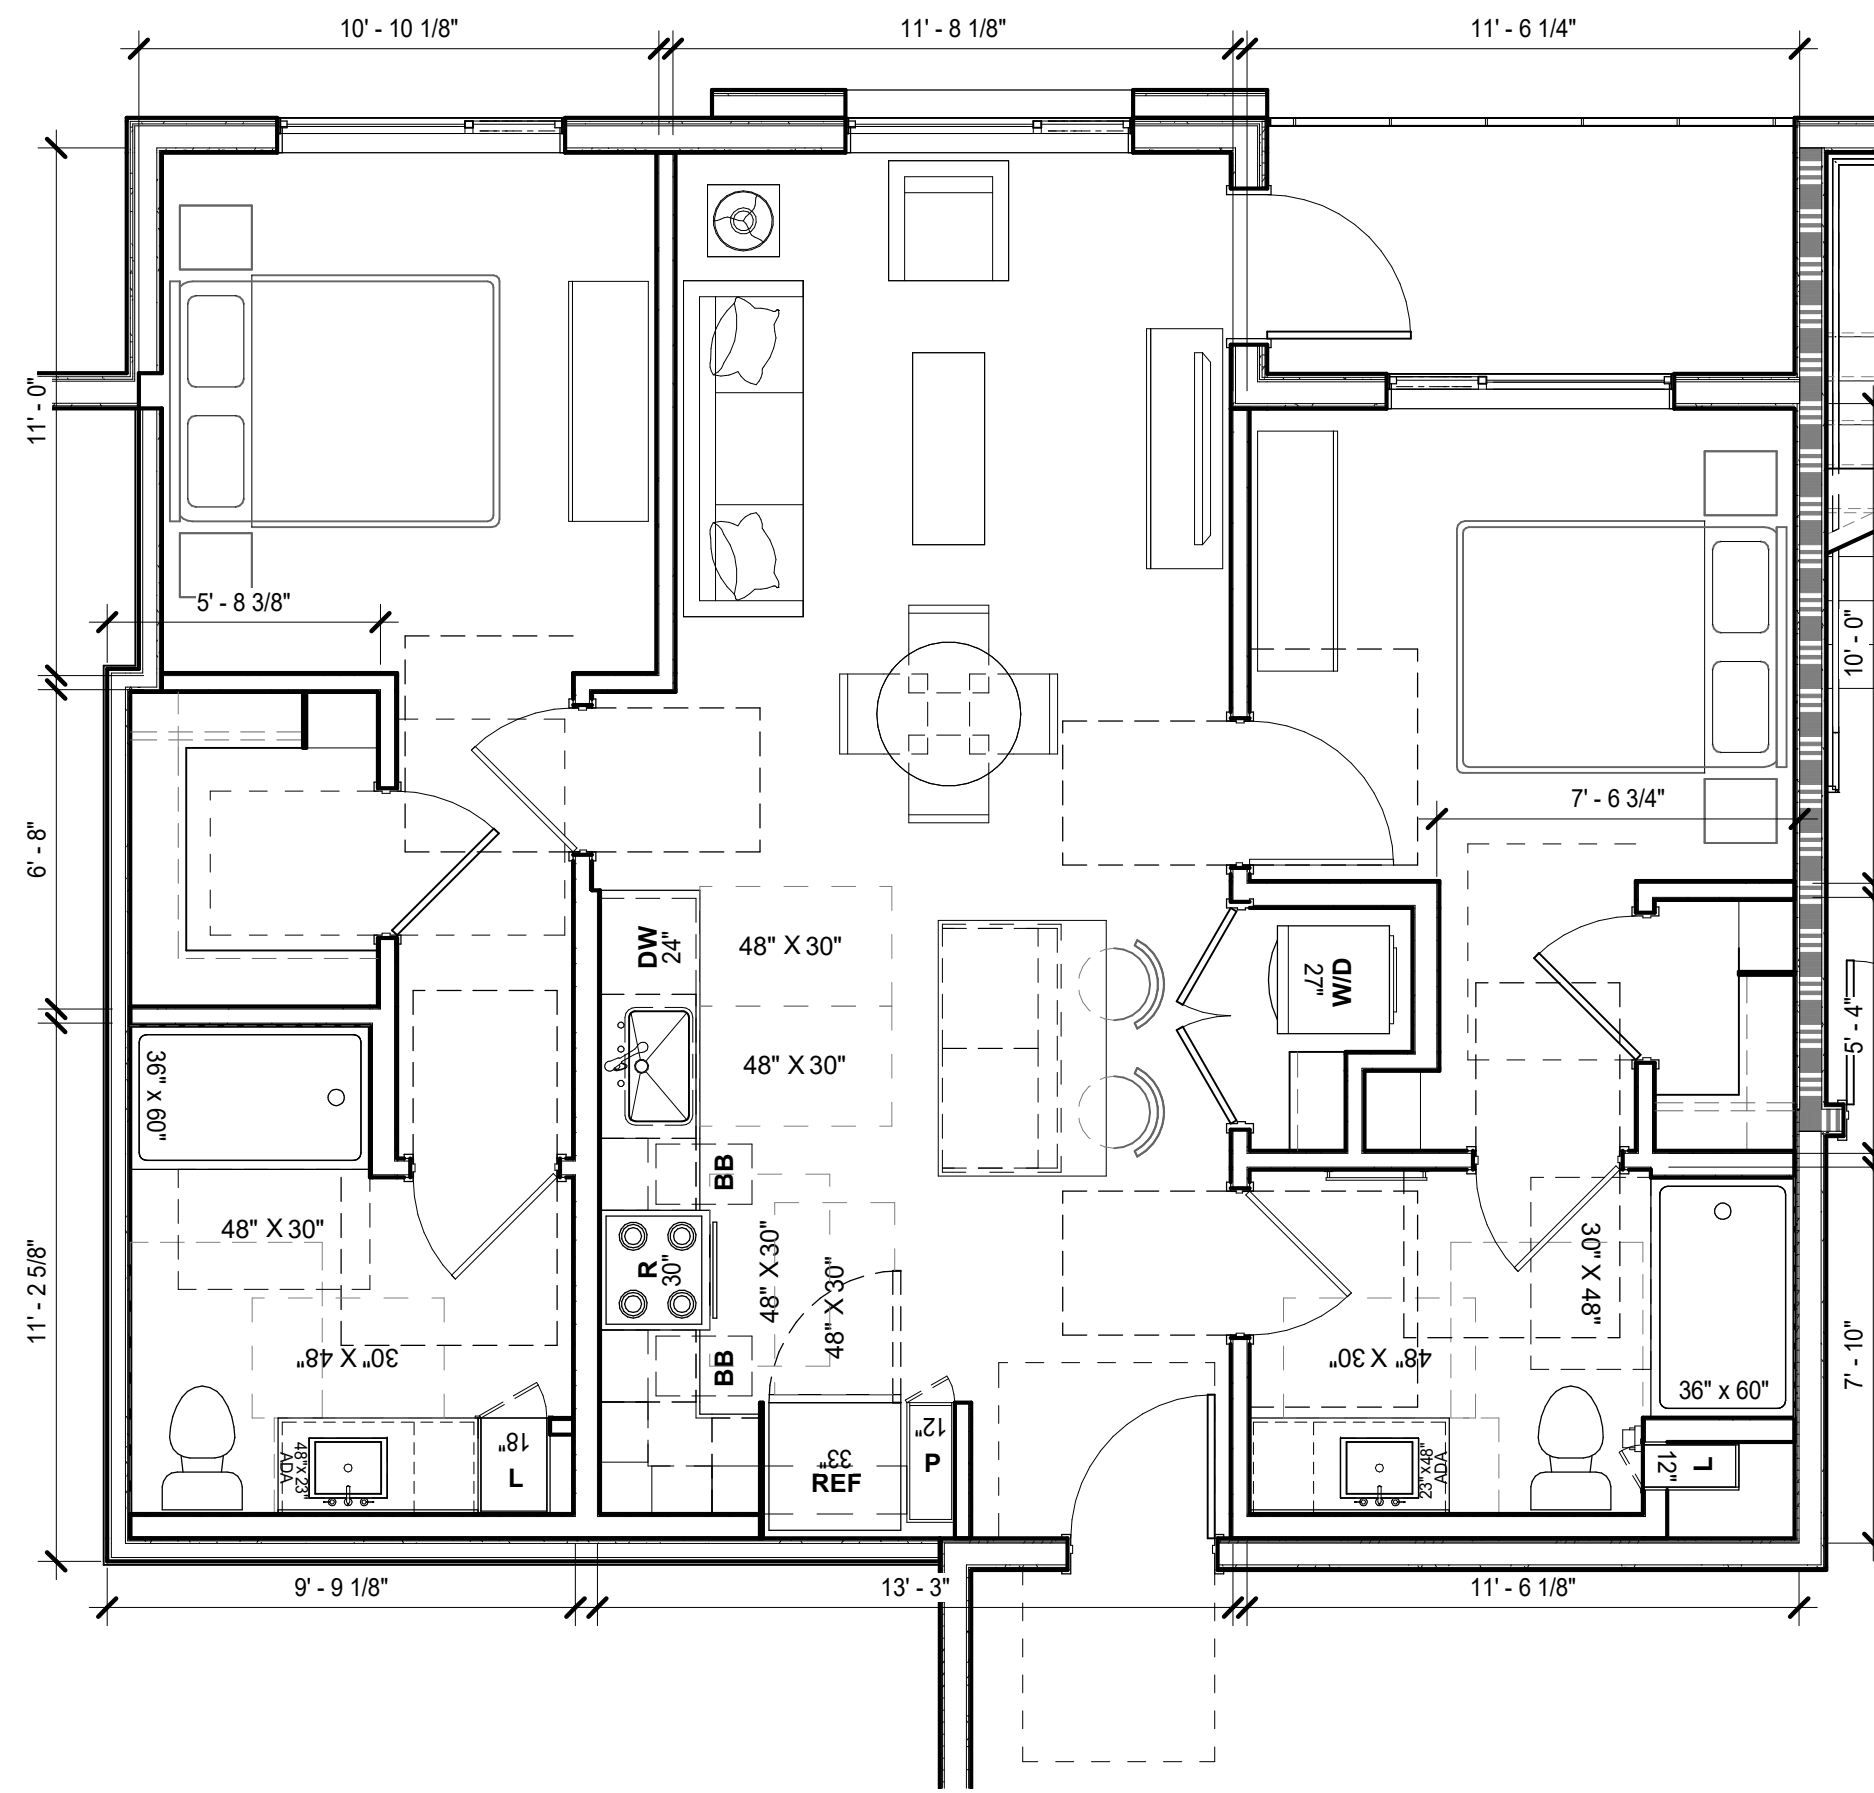 10' - 10 1/8"
11' - 8 1/8"
11' - 6 1/4"
11' - 0"
5' - 8 3/8"
10' - 0"
7' - 6 3/4"
6' - 8"
DW
24"
48" X 30"
W/D
27"
48" X 30"
5' - 4"
36" x 60"
BB
48" X 30"
R
30"
48" X 30"
48" X 30"
30" X 48"
11' - 2 5/8"
30" X 48"
BB
48" X 30"
36" x 60"
7' - 10"
48"x 23"
ADA
18"
L
33"
REF
12"
P
23"x48"
ADA
12"
L
9' - 9 1/8"
13' - 3"
11' - 6 1/8"